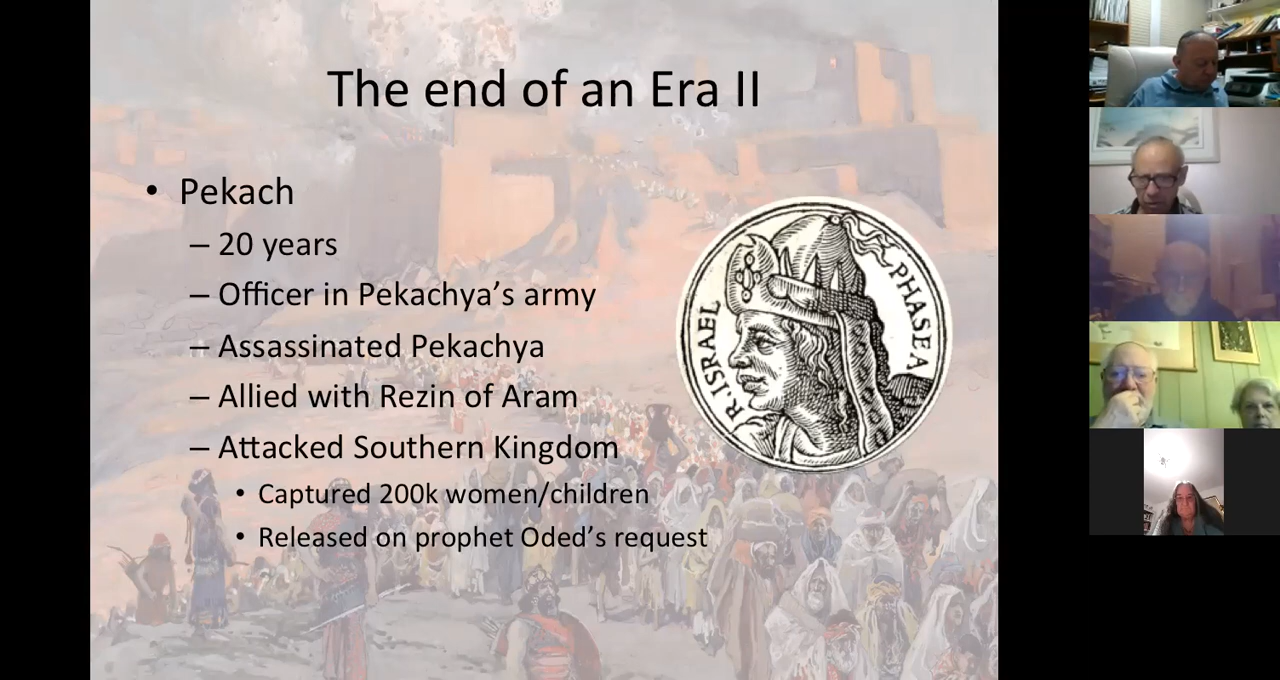 The end of an Era II
• Pekach
– 20 years
– Officer in Pekachya’s army
– Assassinated Pekachya
– Allied with Rezin of Aram
– Attacked Southern Kingdom
• Captured 200k women/children
• Released on prophet Oded’s request
R. ISRAEL
PHASEA